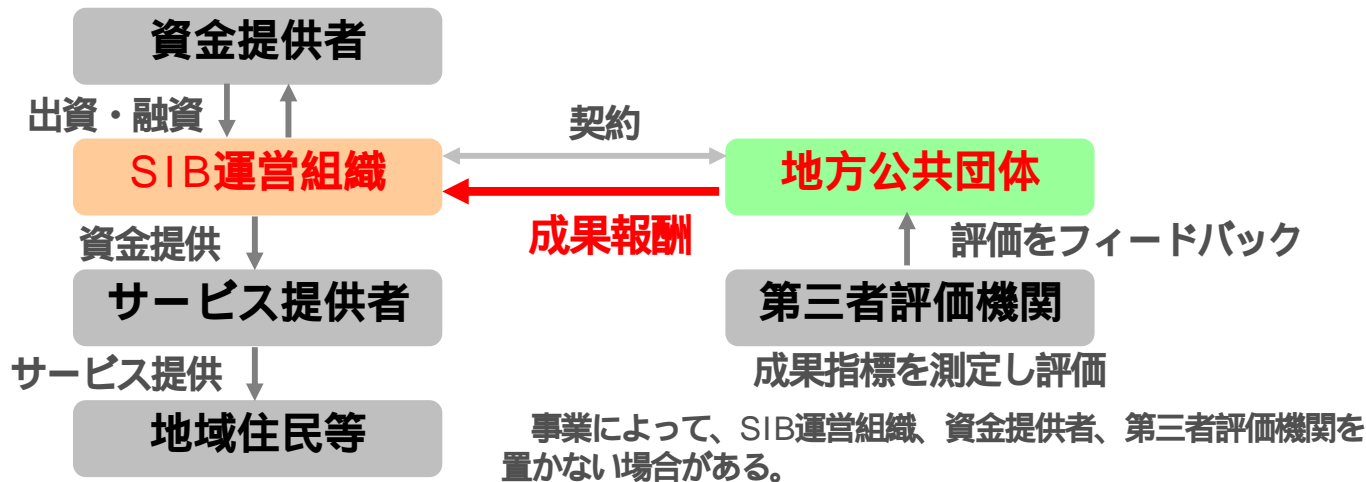 資金提供者
出資・融資
契約
SIB運営組織
地方公共団体
成果報酬
資金提供
評価をフィードバック
サービス提供者
第三者評価機関
サービス提供
成果指標を測定し評価
地域住民等
事業によって、SIB運営組織、資金提供者、第三者評価機関を
置かない場合がある。